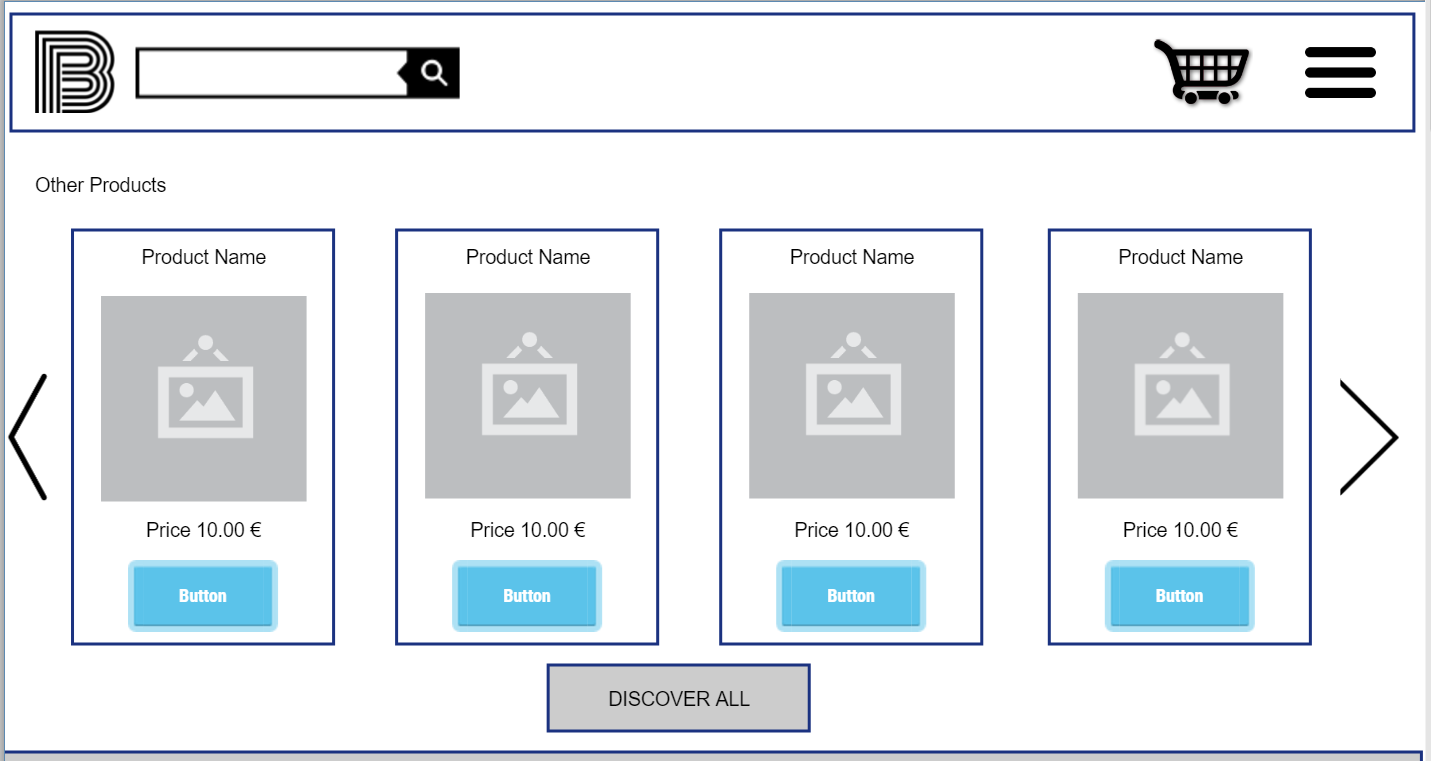 B
Other Products
Product Name
Product Name
Product Name
Product Name
Price 10.00 €
Price 10.00 €
Price 10.00 €
Price 10.00 €
Button
Button
Button
Button
DISCOVER ALL